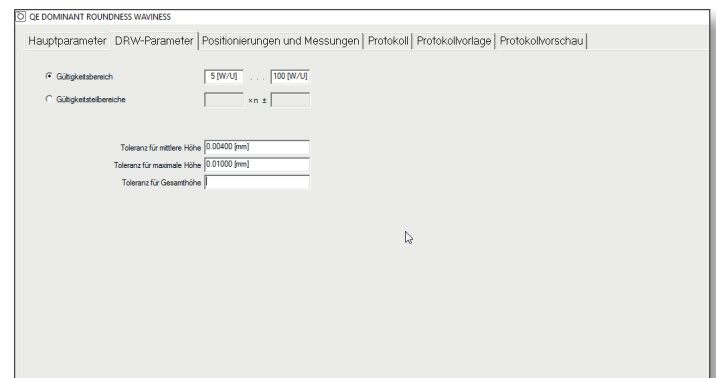 QE DOMINANT ROUNDNESS WAVINESS
Hauptparameter DRW-Parameter Positionierungen und Messungen Protokoll Protokollvorlage Protokollvorschau
Gültigkeitsbereich 5 [W/U] . . . 100 [W/U]
Gültigkeitsteilbereiche ×n ±
Toleranz für mittlere Höhe 0.00400 [mm]
Toleranz für maximale Höhe 0.01000 [mm]
Toleranz für Gesamthöhe